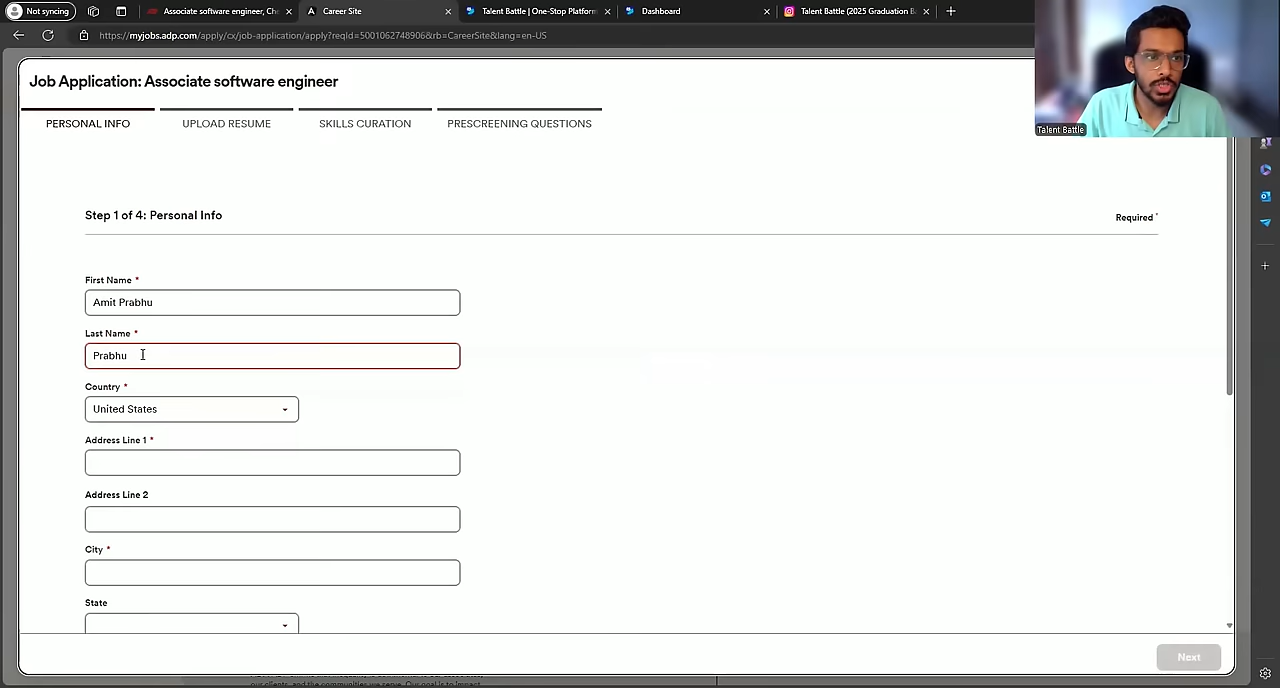 Not syncing
Associate software engineer, Che
Career Site
Talent Battle | One-Stop Platform
Dashboard
Talent Battle (2025 Graduation B
https://myjobs.adp.com/apply/cx/job-application/apply?reqId=5001062748906&rb=CareerSite&lang=en-US
Job Application: Associate software engineer
PERSONAL INFO
UPLOAD RESUME
SKILLS CURATION
PRESCREENING QUESTIONS
Talent Battle
Step 1 of 4: Personal Info
Required *
First Name *
Amit Prabhu
Last Name *
Prabhu
Country *
United States
Address Line 1 *
Address Line 2
City *
State
Next